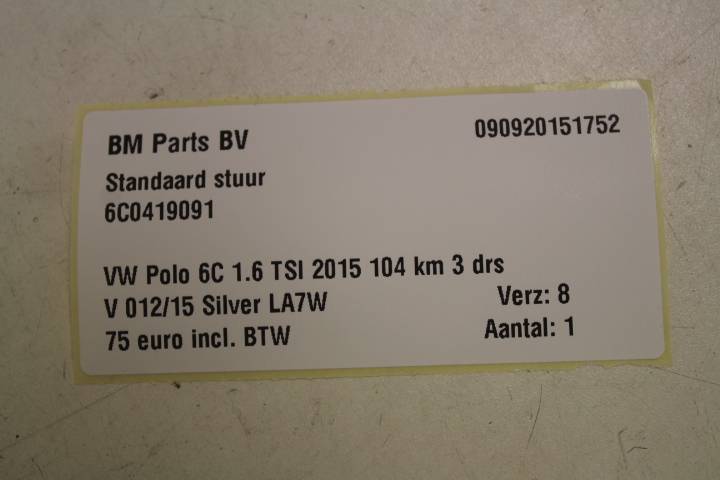 BM Parts BV 090920151752
Standaard stuur
6C0419091
VW Polo 6C 1.6 TSI 2015 104 km 3 drs
V 012/15 Silver LA7W Verz: 8
75 euro incl. BTW Aantal: 1